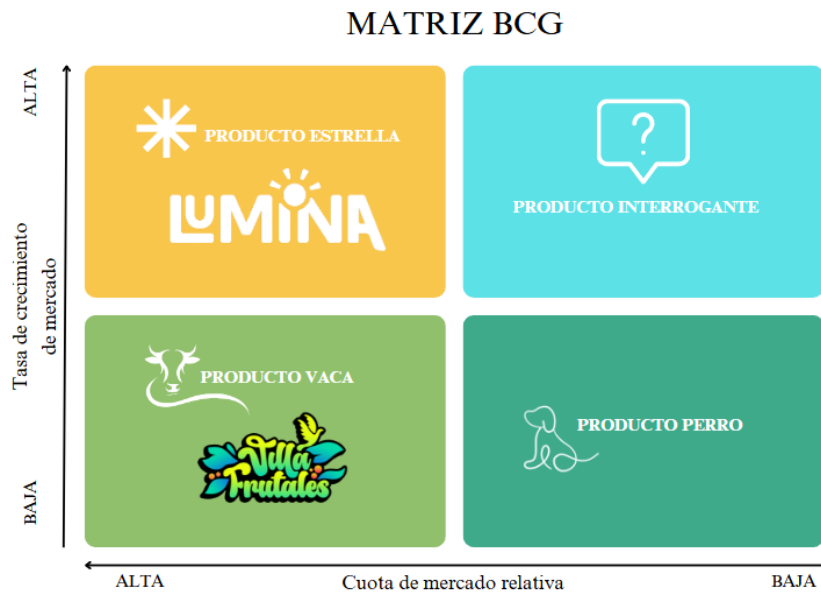 MATRIZ BCG
ALTA
PRODUCTO ESTRELLA
LUMINA
?
PRODUCTO INTERROGANTE
Tasa de crecimiento
de mercado
PRODUCTO VACA
Villa
Frutales
PRODUCTO PERRO
BAJA
ALTA
Cuota de mercado relativa
BAJA